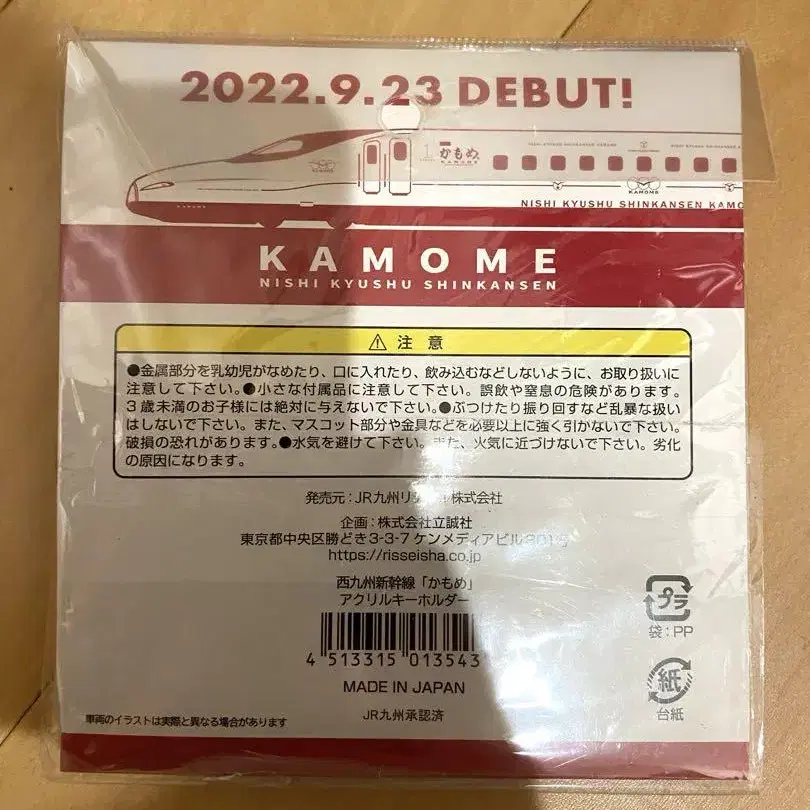 2022.9.23 DEBUT!
KAMOME
1
かもめ
KAMOME
KAMOME
KAMOME
NISHI KYUSHU SHINKANSEN KAMO
KAMOME
NISHI KYUSHU SHINKANSEN
⚠ 注意
●金属部分を乳幼児がなめたり、口に入れたり、飲み込むなどしないように、お取り扱いに
注意して下さい。●小さな付属品に注意して下さい。誤飲や窒息の危険があります。
3歳未満のお子様には絶対に与えないで下さい。●ぶつけたり振り回すなど乱暴な扱い
はしないで下さい。また、マスコット部分や金具などを必要以上に強く引かないで下さい。
破損の恐れがあります。●水気を避けて下さい。また、火気に近づけないで下さい。劣化
の原因になります。
発売元:JR九州リテール株式会社
企画:株式会社立誠社
東京都中央区勝どき3-3-7 ケンメディアビル
https://risseisha.co.jp
西九州新幹線「かもめ」
アクリルキーホルダー
4 513315 013543
MADE IN JAPAN
JR九州承認済
プラ
袋:PP
紙
台紙
車両のイラストは実際と異なる場合があります